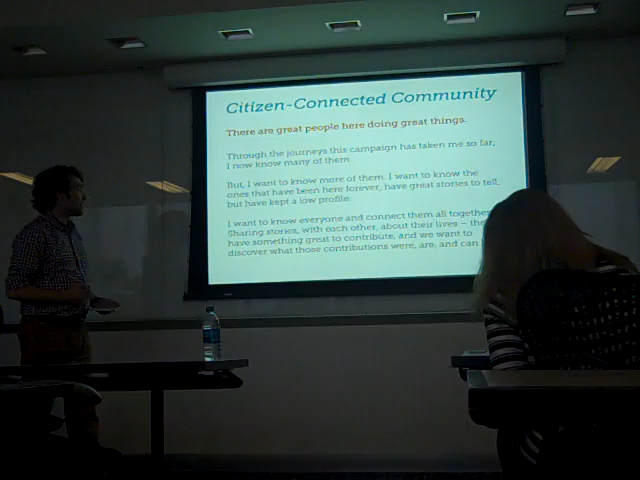 Citizen-Connected Community
There are great people here doing great things.
Through the journeys this campaign has taken me so far,
I now know many of them.
But, I want to know more of them. I want to know the
ones that have been here forever, have great stories to tell,
but have kept a low profile.
I want to know everyone and connect them all together
Sharing stories, with each other, about their lives –
have something great to contribute, and we want to
discover what those contributions were, are, and can